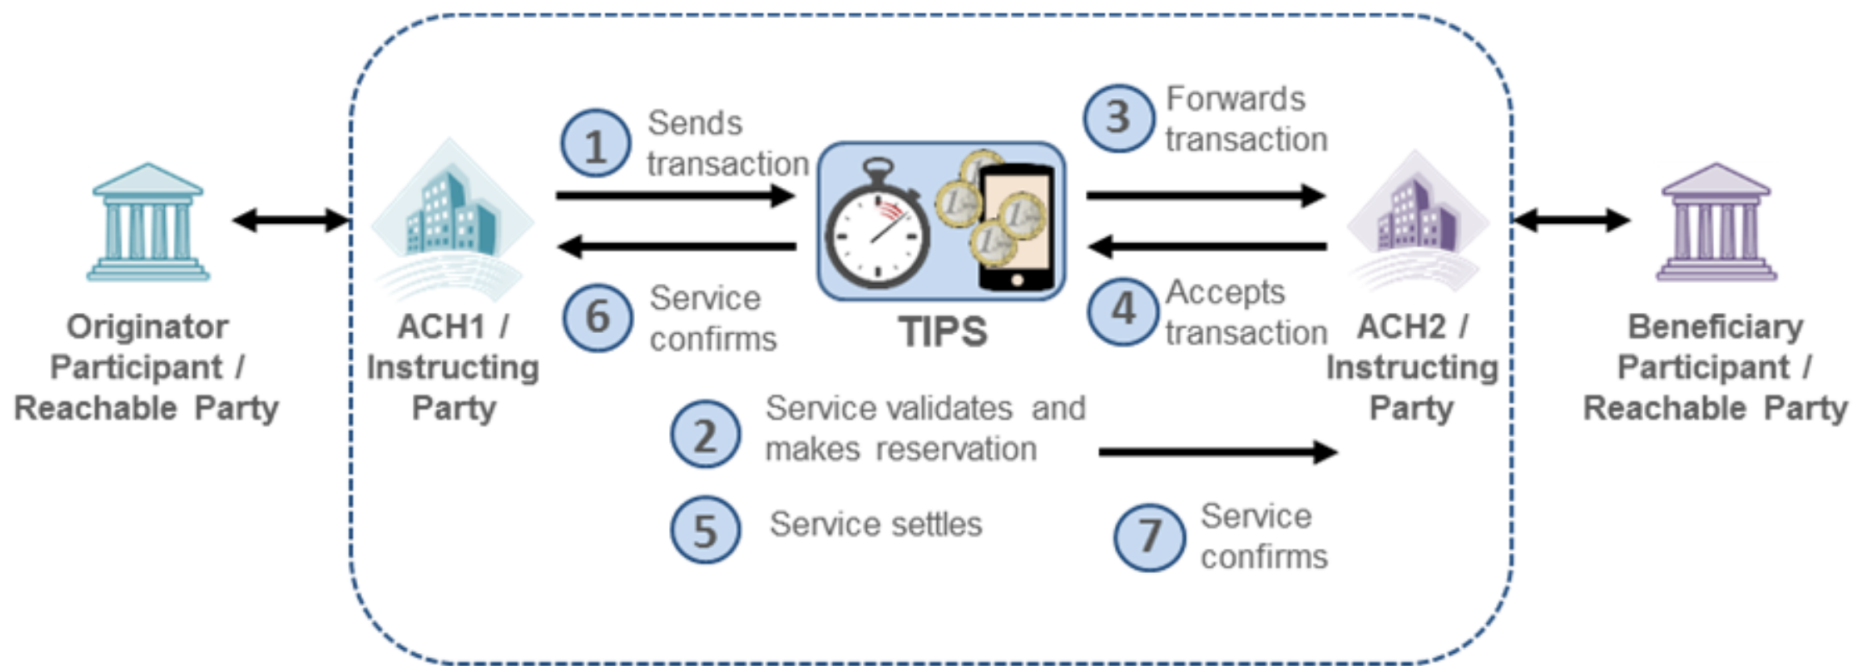 1
Sends
transaction
3
Forwards
transaction
6
Service
confirms
TIPS
4
Accepts
transaction
Originator
Participant /
Reachable Party
ACH1 /
Instructing
Party
ACH2 /
Instructing
Party
Beneficiary
Participant /
Reachable Party
2
Service validates and
makes reservation
5
Service settles
7
Service
confirms